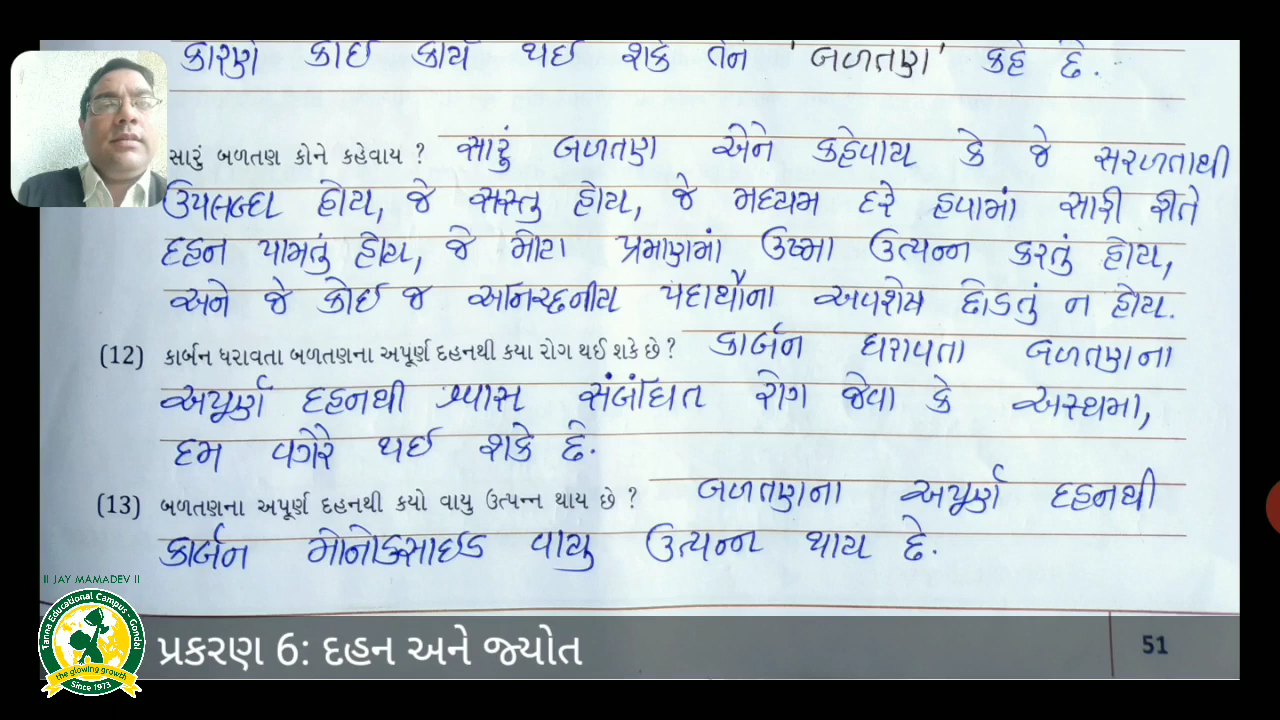 કારણે કોઈ કાર્ય થઈ શકે તેને 'બળતણ' કહે છે.
સારું બળતણ કોને કહેવાય ? સારું બળતણ એને કહેવાય કે જે સરળતાથી
ઉપલબ્ધ હોય, જે સસ્તુ હોય, જે મધ્યમ દરે હવામાં સારી રીતે
દહન પામતું હોય, જે મોટા પ્રમાણમાં ઉષ્મા ઉત્પન્ન કરતું હોય,
અને જે કોઈ જ અનિચ્છનીય પદાર્થોના અવશેષ છોડતું ન હોય.
(12) કાર્બન ધરાવતા બળતણના અપૂર્ણ દહનથી કયા રોગ થઈ શકે છે ? કાર્બન ધરાવતા બળતણના
અપૂર્ણ દહનથી શ્વાસ સંબંધિત રોગ જેવા કે અસ્થમા,
દમ વગેરે થઈ શકે છે.
(13) બળતણના અપૂર્ણ દહનથી કયો વાયુ ઉત્પન્ન થાય છે ? બળતણના અપૂર્ણ દહનથી
કાર્બન મોનોક્સાઇડ વાયુ ઉત્પન્ન થાય છે.
|| JAY MAMADEV ||
Tanna Educational Campus - Gondal
the glowing growth
Since 1973
પ્રકરણ 6: દહન અને જ્યોત
51